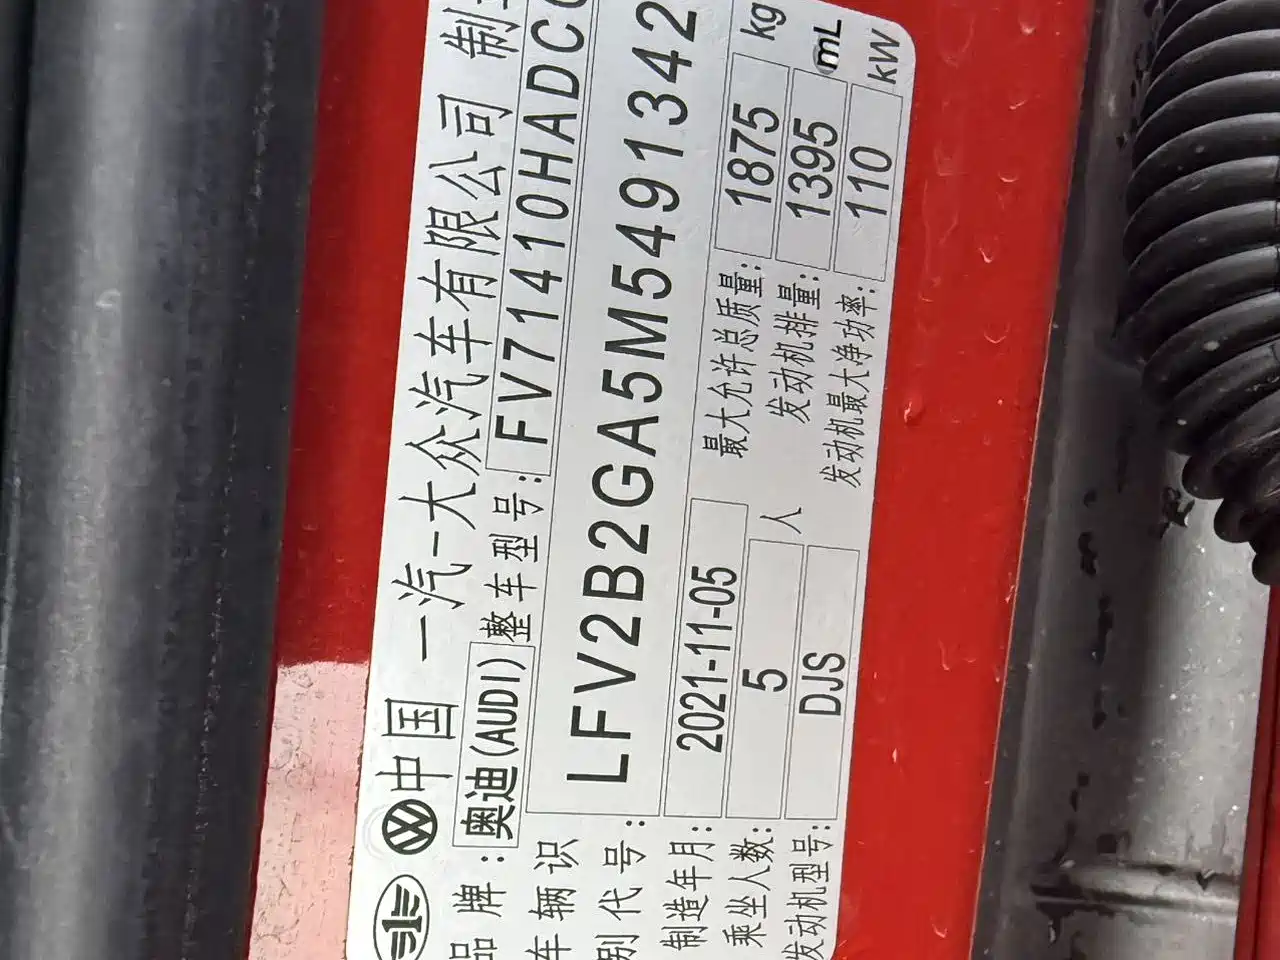 中国 一汽-大众汽车有限公司 制
品牌: 奥迪(AUDI) 整车型号: FV71410HADC
车辆识别代号: LFV2B2GA5M5491342
制造年月: 2021-11-05 最大允许总质量: 1875 kg
乘坐人数: 5 人 发动机排量: 1395 mL
发动机型号: DJS 发动机最大净功率: 110 kW